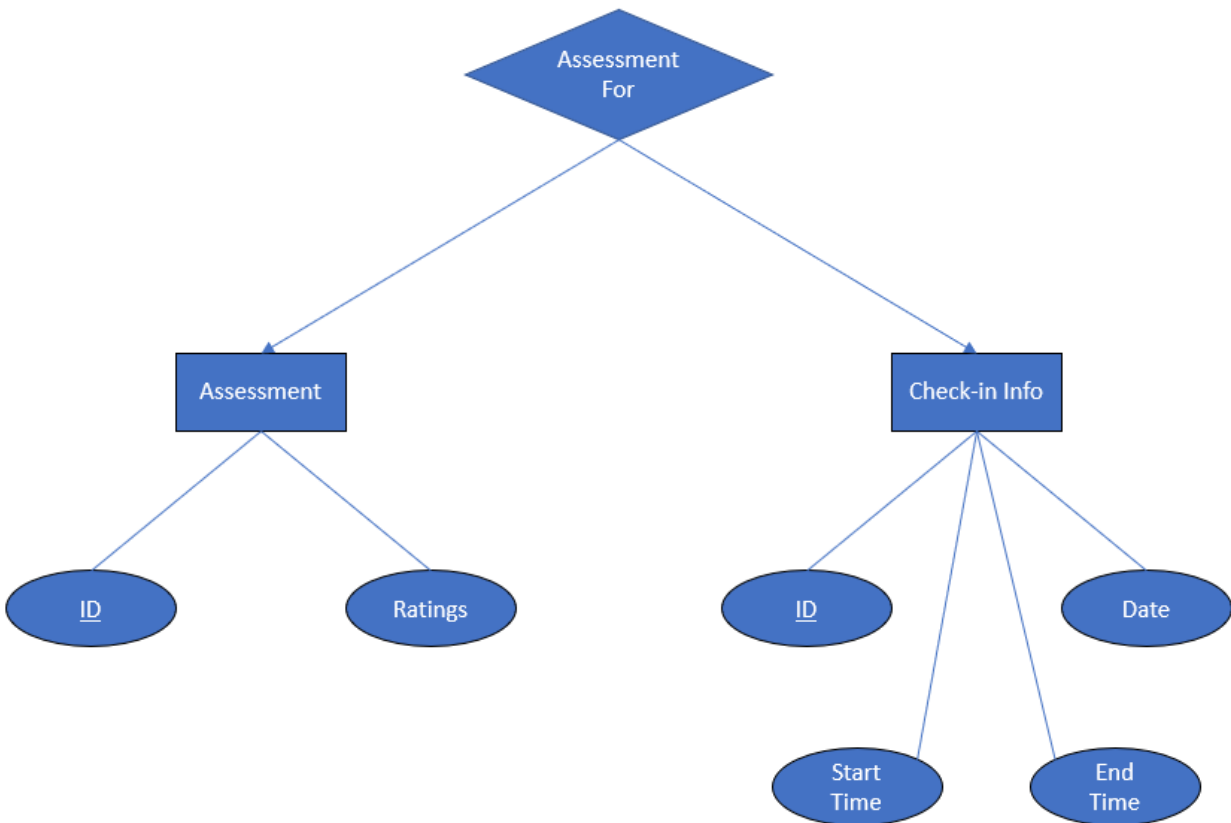 Assessment
For
Assessment
Check-in Info
ID
Ratings
ID
Date
Start
Time
End
Time